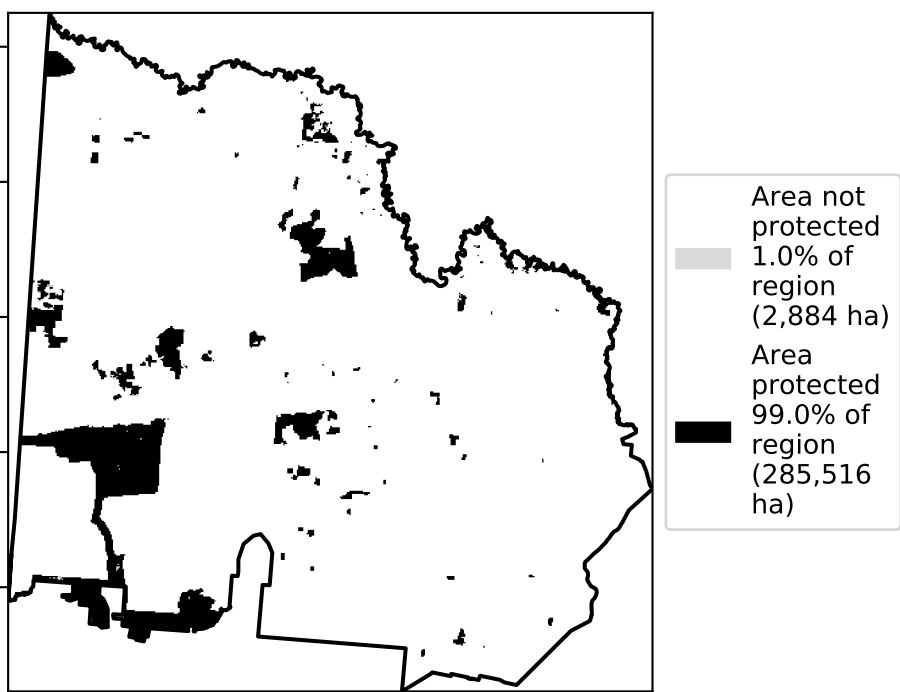 Area not
protected
1.0% of
region
(2,884 ha)
Area
protected
99.0% of
region
(285,516
ha)